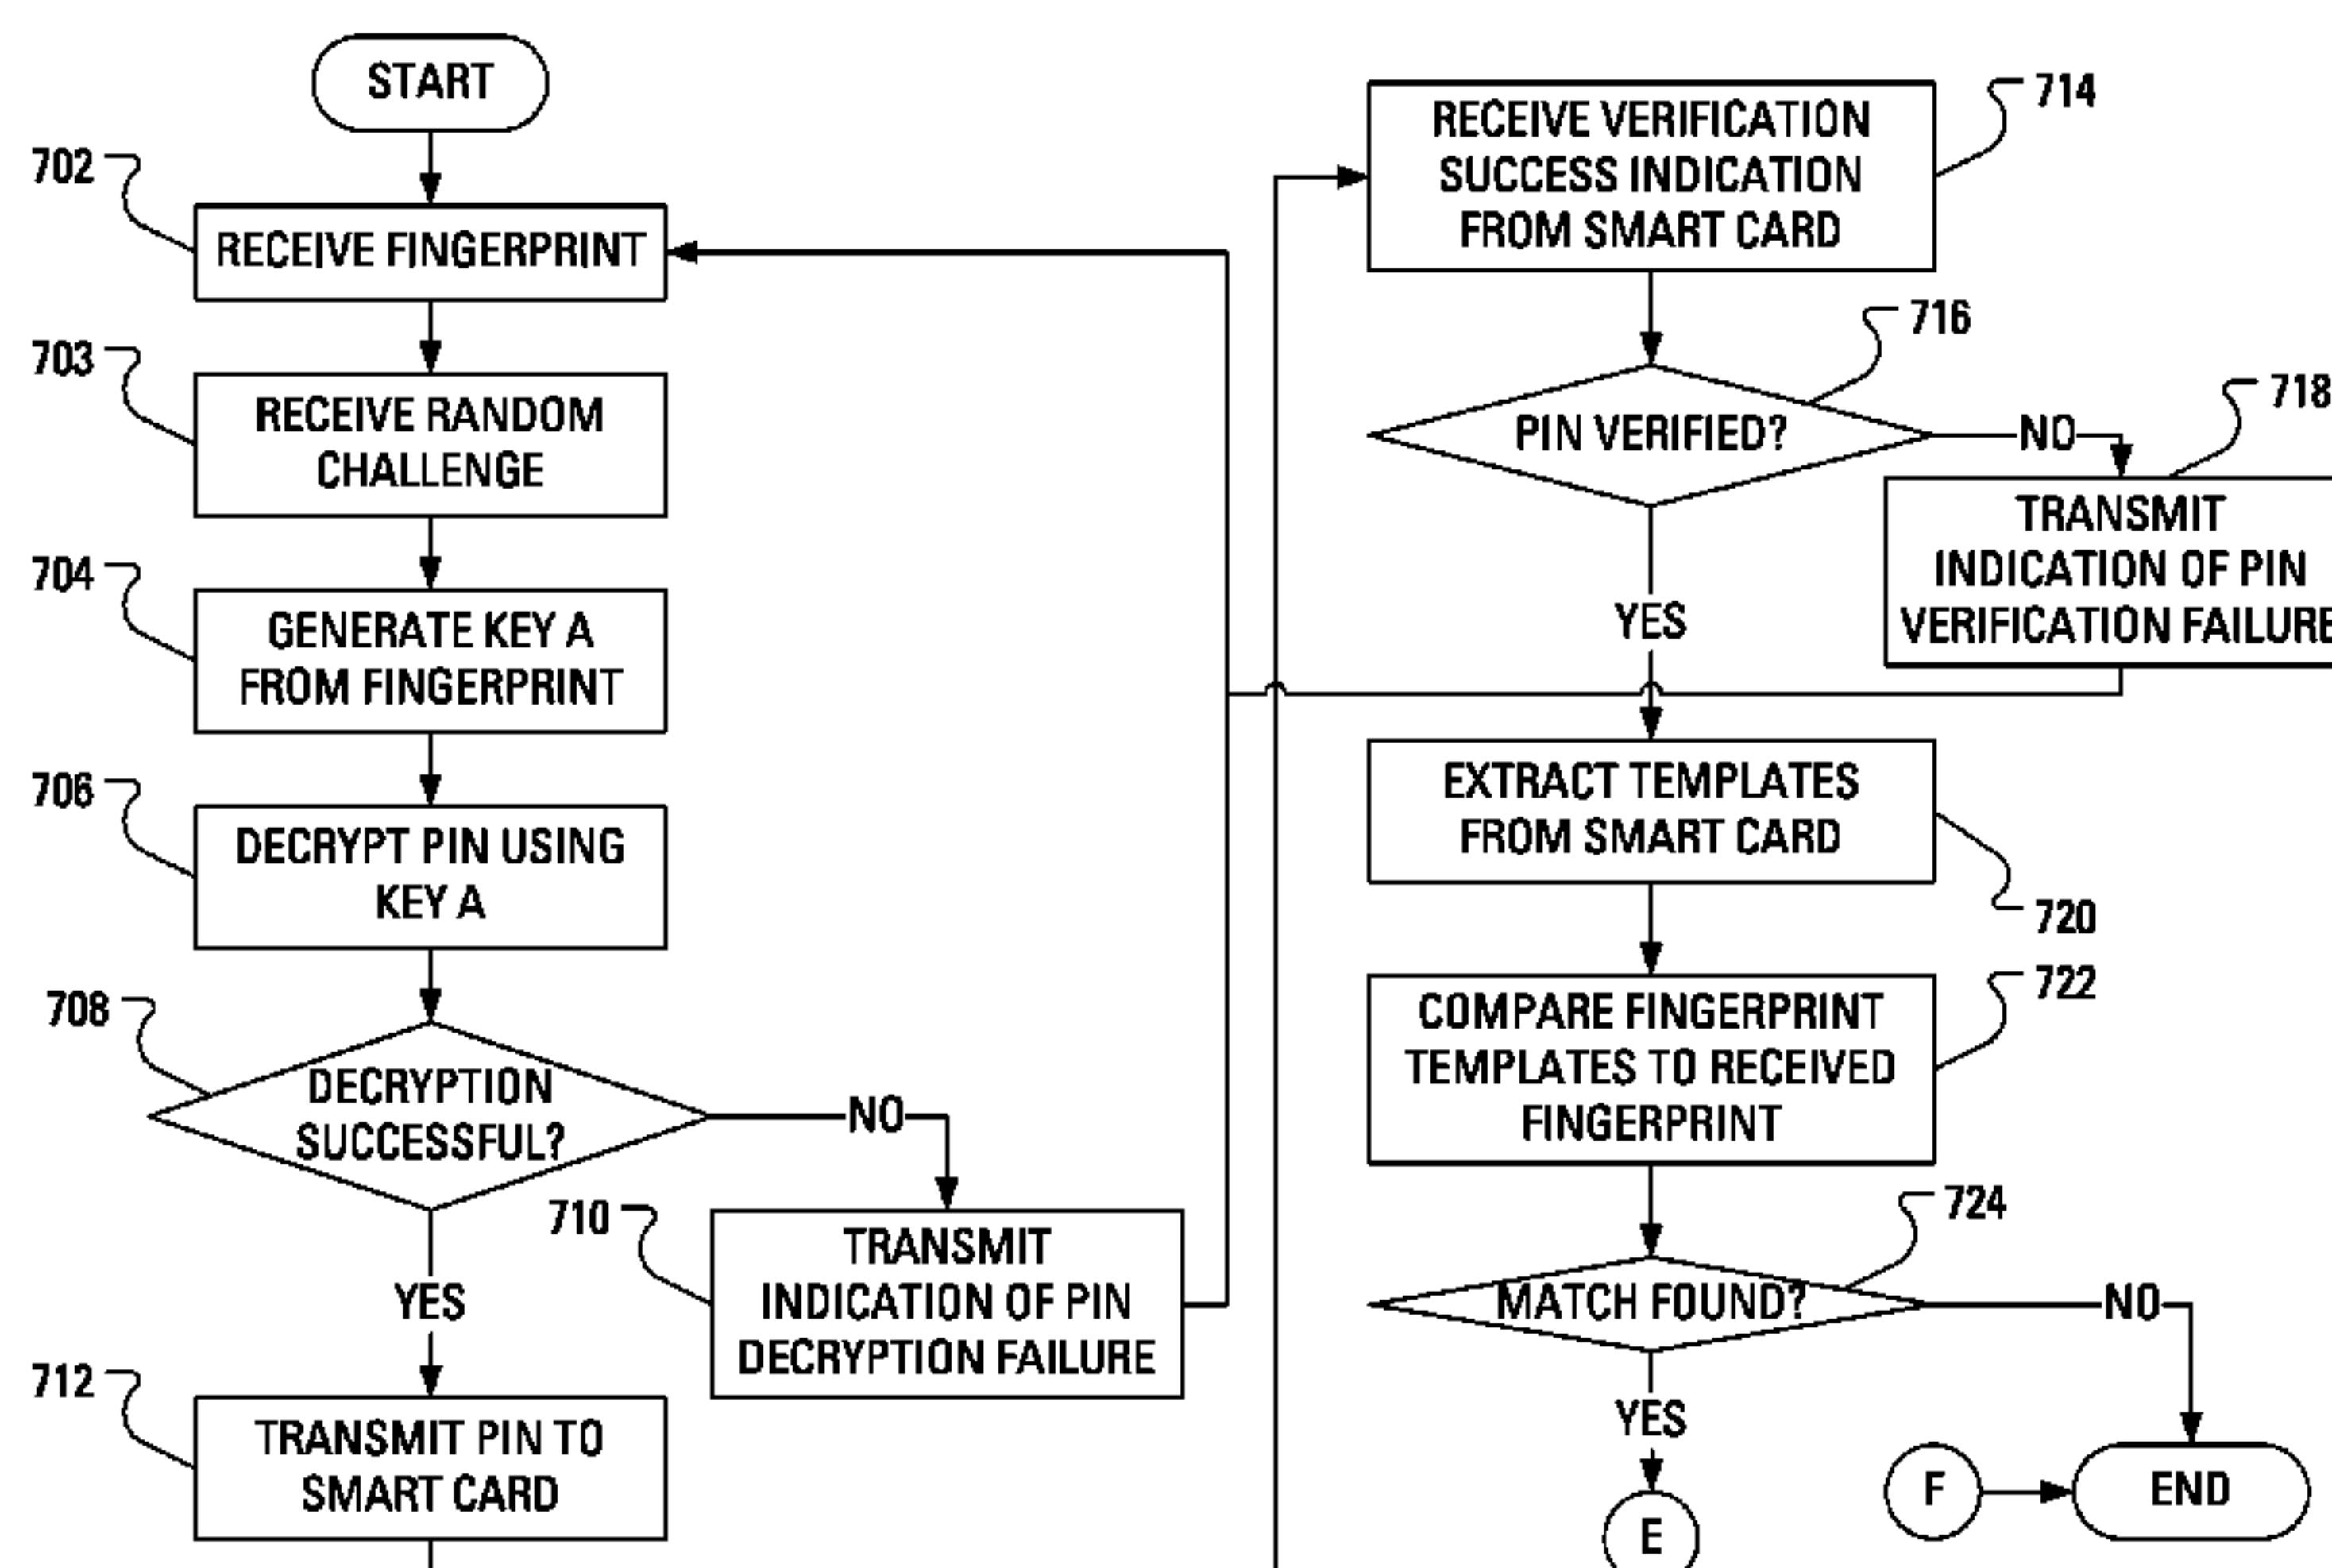 START
702
RECEIVE FINGERPRINT
703
RECEIVE RANDOM
CHALLENGE
704
GENERATE KEY A
FROM FINGERPRINT
706
DECRYPT PIN USING
KEY A
708
DECRYPTION
SUCCESSFUL?
NO
YES
710
TRANSMIT
INDICATION OF PIN
DECRYPTION FAILURE
712
TRANSMIT PIN TO
SMART CARD
714
RECEIVE VERIFICATION
SUCCESS INDICATION
FROM SMART CARD
716
PIN VERIFIED?
NO
718
TRANSMIT
INDICATION OF PIN
VERIFICATION FAILURE
YES
EXTRACT TEMPLATES
FROM SMART CARD
720
722
COMPARE FINGERPRINT
TEMPLATES TO RECEIVED
FINGERPRINT
724
MATCH FOUND?
NO
YES
E
F
END